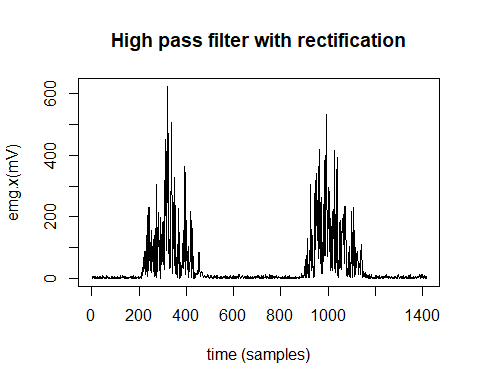 High pass filter with rectification
emg.x(mV)
600
400
200
0
0 200 400 600 800 1000 1400
time (samples)